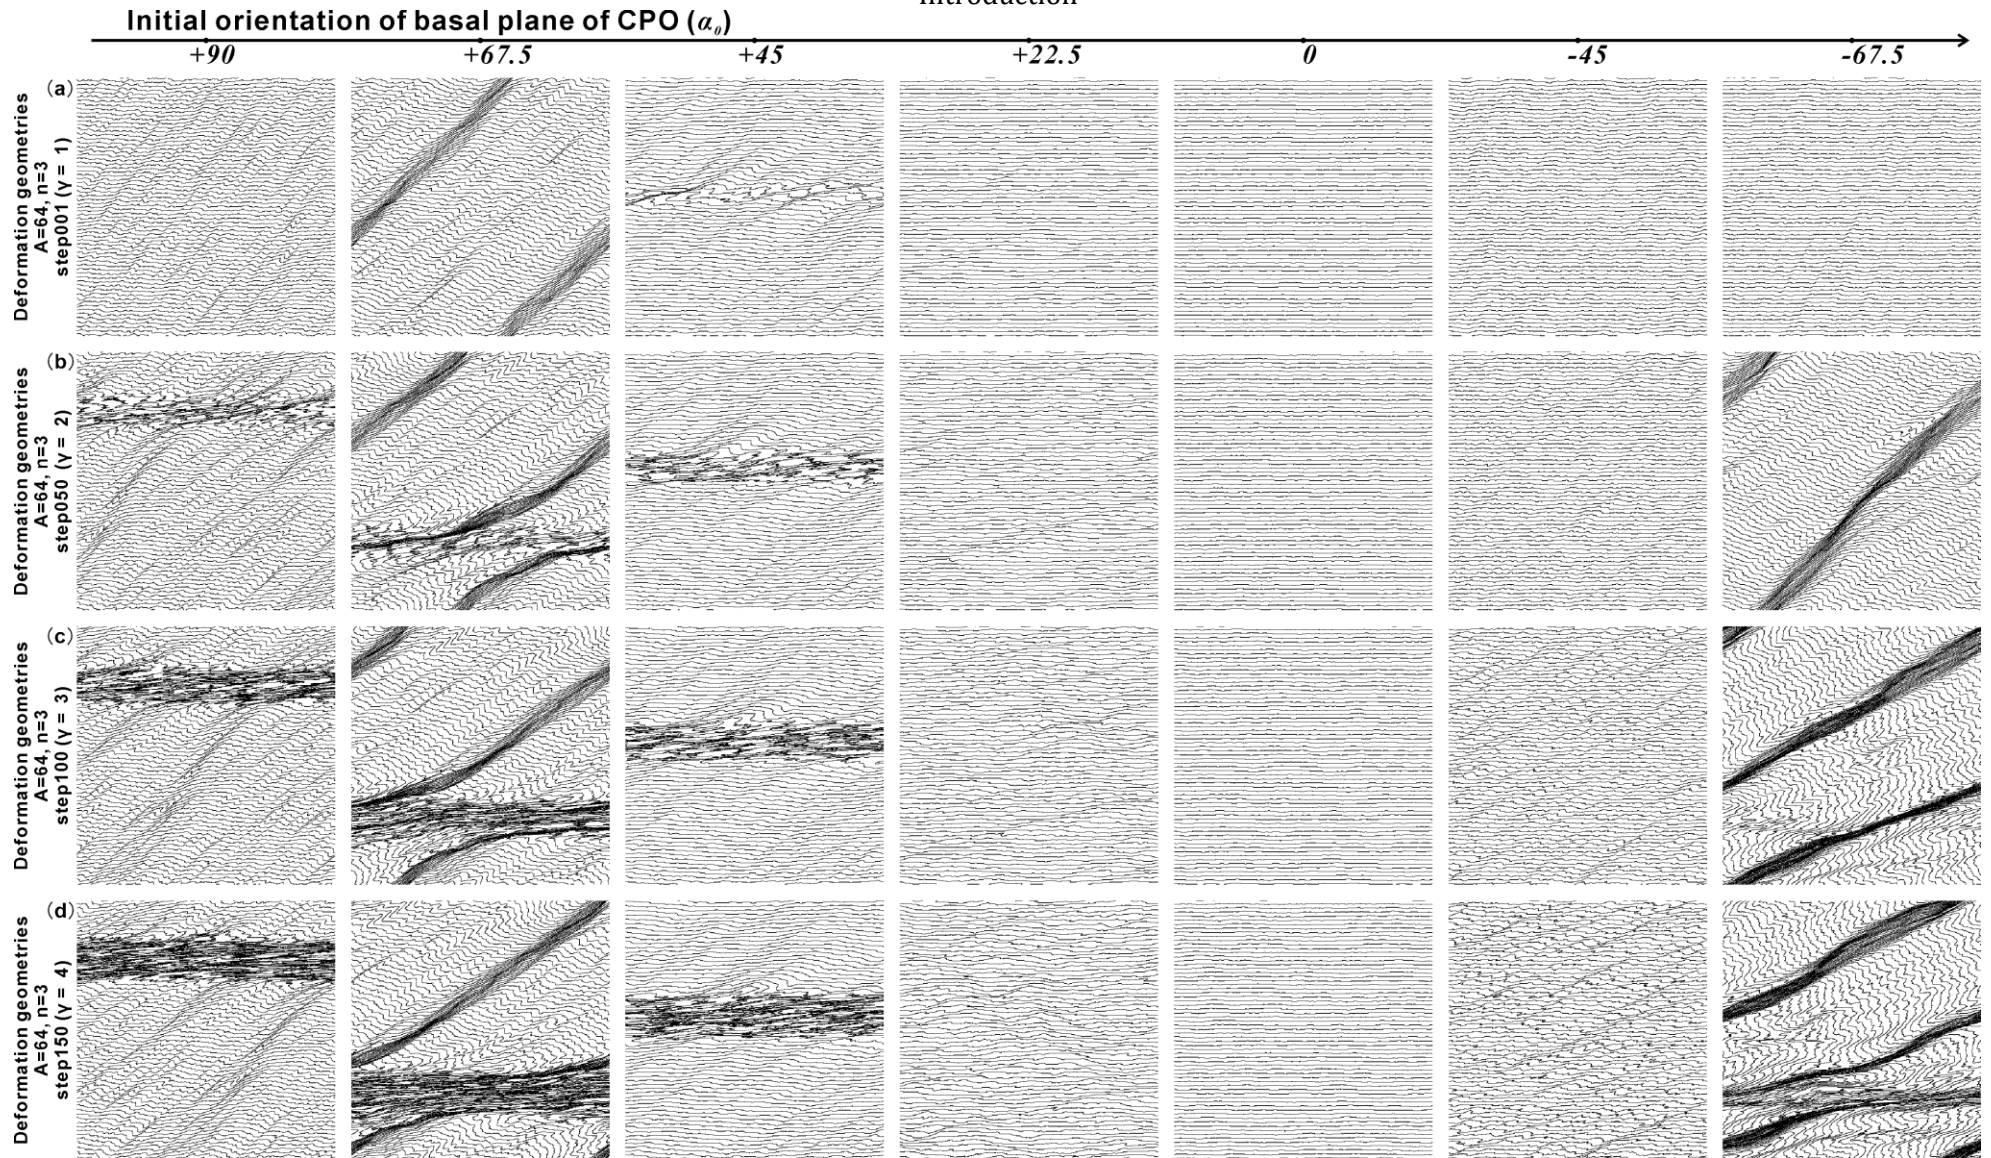 Introduction
Initial orientation of basal plane of CPO (α₀)
+90 +67.5 +45 +22.5 0 -45 -67.5
(a)
Deformation geometries
A=64, n=3
step001 (γ = 1)
(b)
Deformation geometries
A=64, n=3
step050 (γ = 2)
(c)
Deformation geometries
A=64, n=3
step100 (γ = 3)
(d)
Deformation geometries
A=64, n=3
step150 (γ = 4)